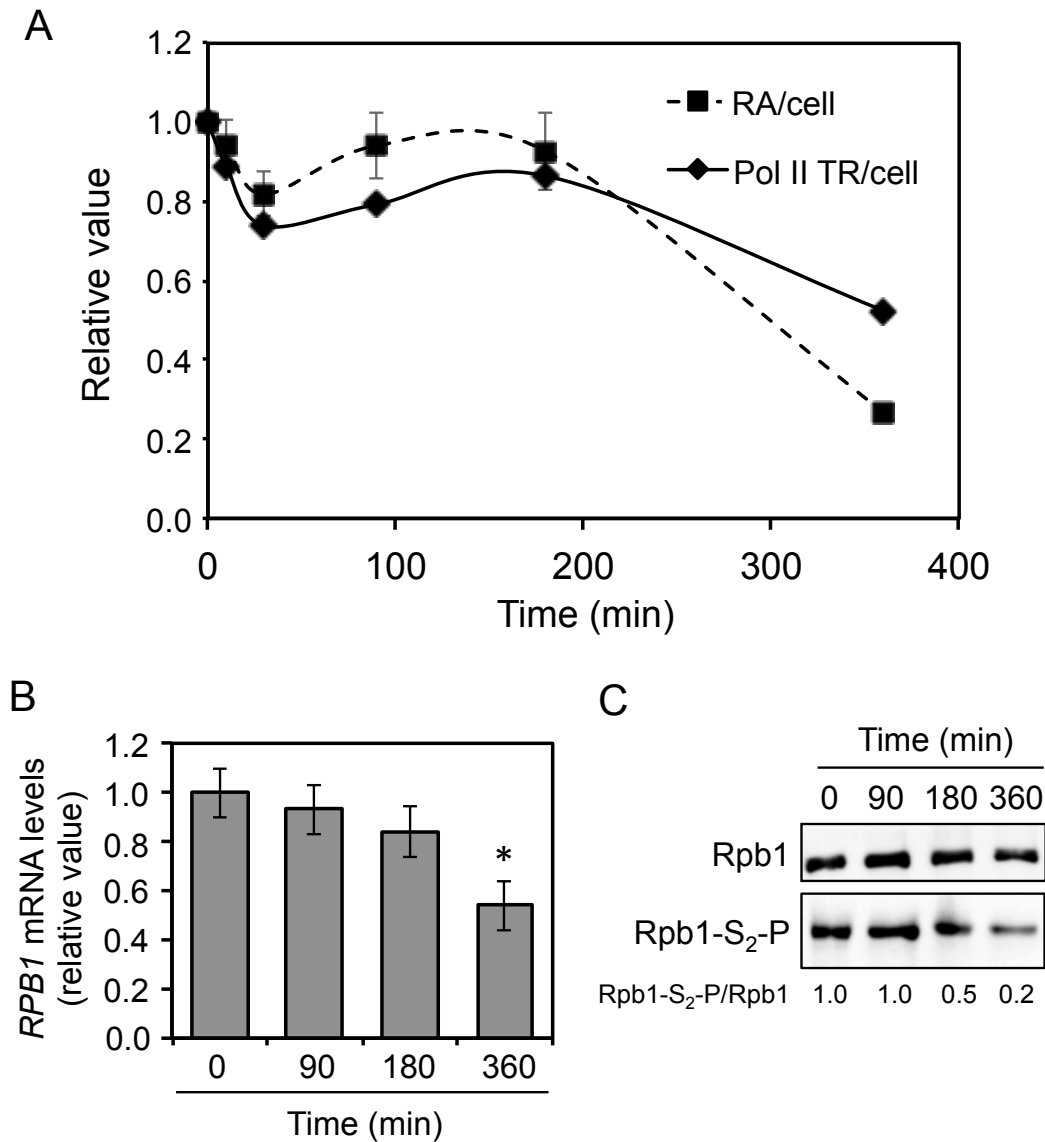 A
1.2
1.0
0.8
0.6
0.4
0.2
0.0
Relative value
RA/cell
Pol II TR/cell
0 100 200 300 400
Time (min)
B
1.2
1.0
0.8
0.6
0.4
0.2
0.0
RPB1 mRNA levels
(relative value)
*
0 90 180 360
Time (min)
C
Time (min)
0 90 180 360
Rpb1
Rpb1-S₂-P
Rpb1-S₂-P/Rpb1 1.0 1.0 0.5 0.2